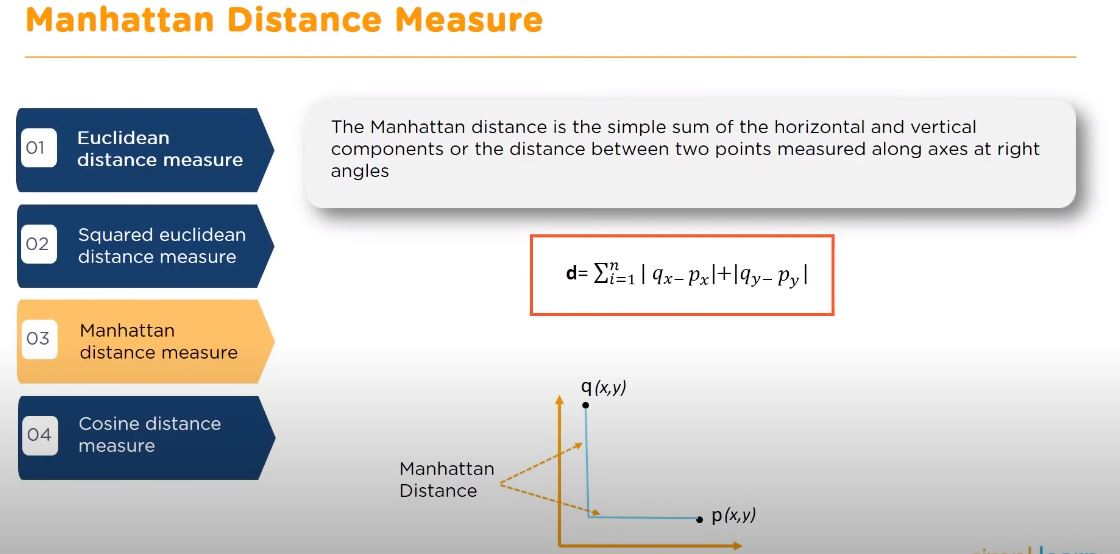 Manhattan Distance Measure
01
Euclidean
distance measure
02
Squared euclidean
distance measure
03
Manhattan
distance measure
04
Cosine distance
measure
The Manhattan distance is the simple sum of the horizontal and vertical
components or the distance between two points measured along axes at right
angles
d= ∑ⁿᵢ₌₁ | qₓ₋ pₓ|+|q_y₋ p_y|
q(x,y)
Manhattan
Distance
p(x,y)